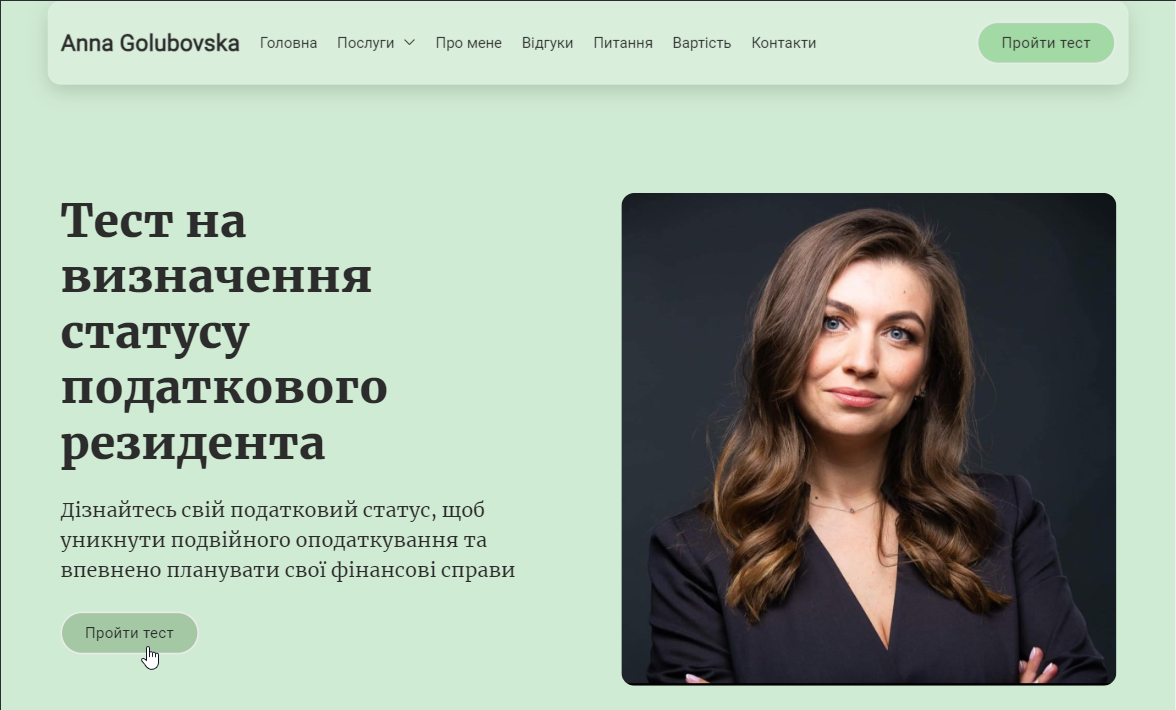 Anna Golubovska
Головна
Послуги
Про мене
Відгуки
Питання
Вартість
Контакти
Пройти тест
Тест на
визначення
статусу
податкового
резидента
Дізнайтесь свій податковий статус, щоб
уникнути подвійного оподаткування та
впевнено планувати свої фінансові справи
Пройти тест